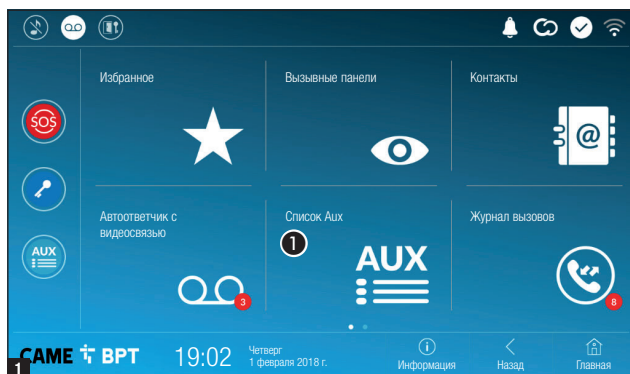 Избранное
Вызывные панели
Контакты
SOS
@
Автоответчик с
видеосвязью
Список Aux
Журнал вызовов
1
AUX
AUX
3
8
CAME BPT
19:02
Четверг
1 февраля 2018 г.
Информация
Назад
Главная
1